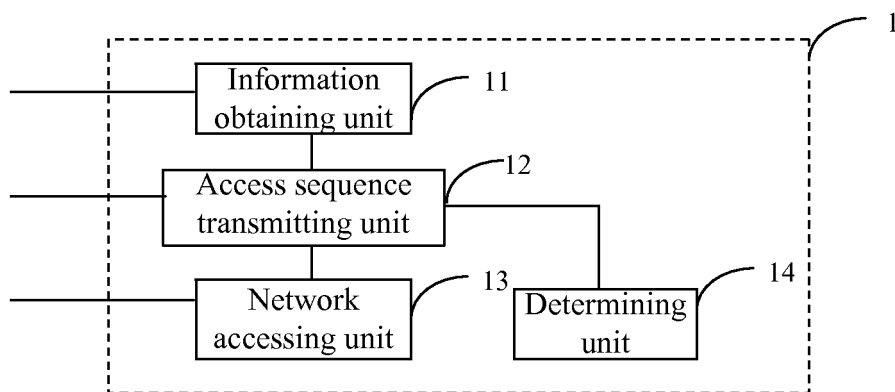 1
Information
obtaining unit
11
Access sequence
transmitting unit
12
Network
accessing unit
13
Determining
unit
14